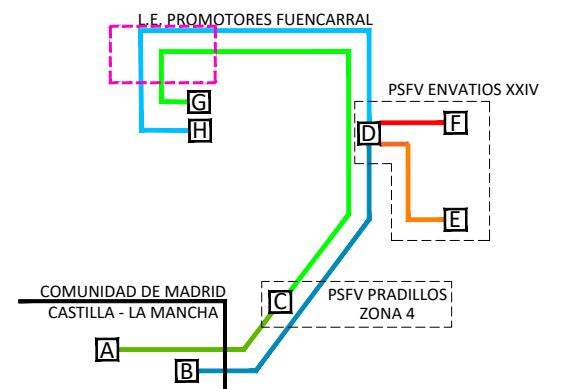 L.E. PROMOTORES FUENCARRAL
PSFV ENVATIOS XXIV
G
F
H
D
E
COMUNIDAD DE MADRID
CASTILLA - LA MANCHA
C
PSFV PRADILLOS
ZONA 4
A
B